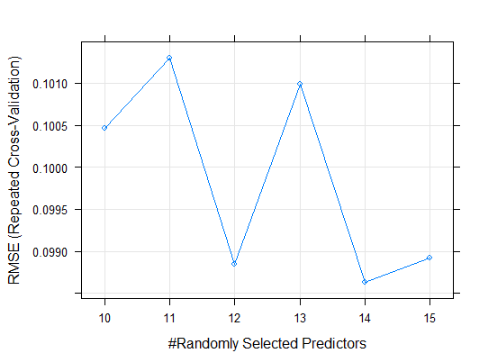 RMSE (Repeated Cross-Validation)
0.1010
0.1005
0.1000
0.0995
0.0990
10 11 12 13 14 15
#Randomly Selected Predictors